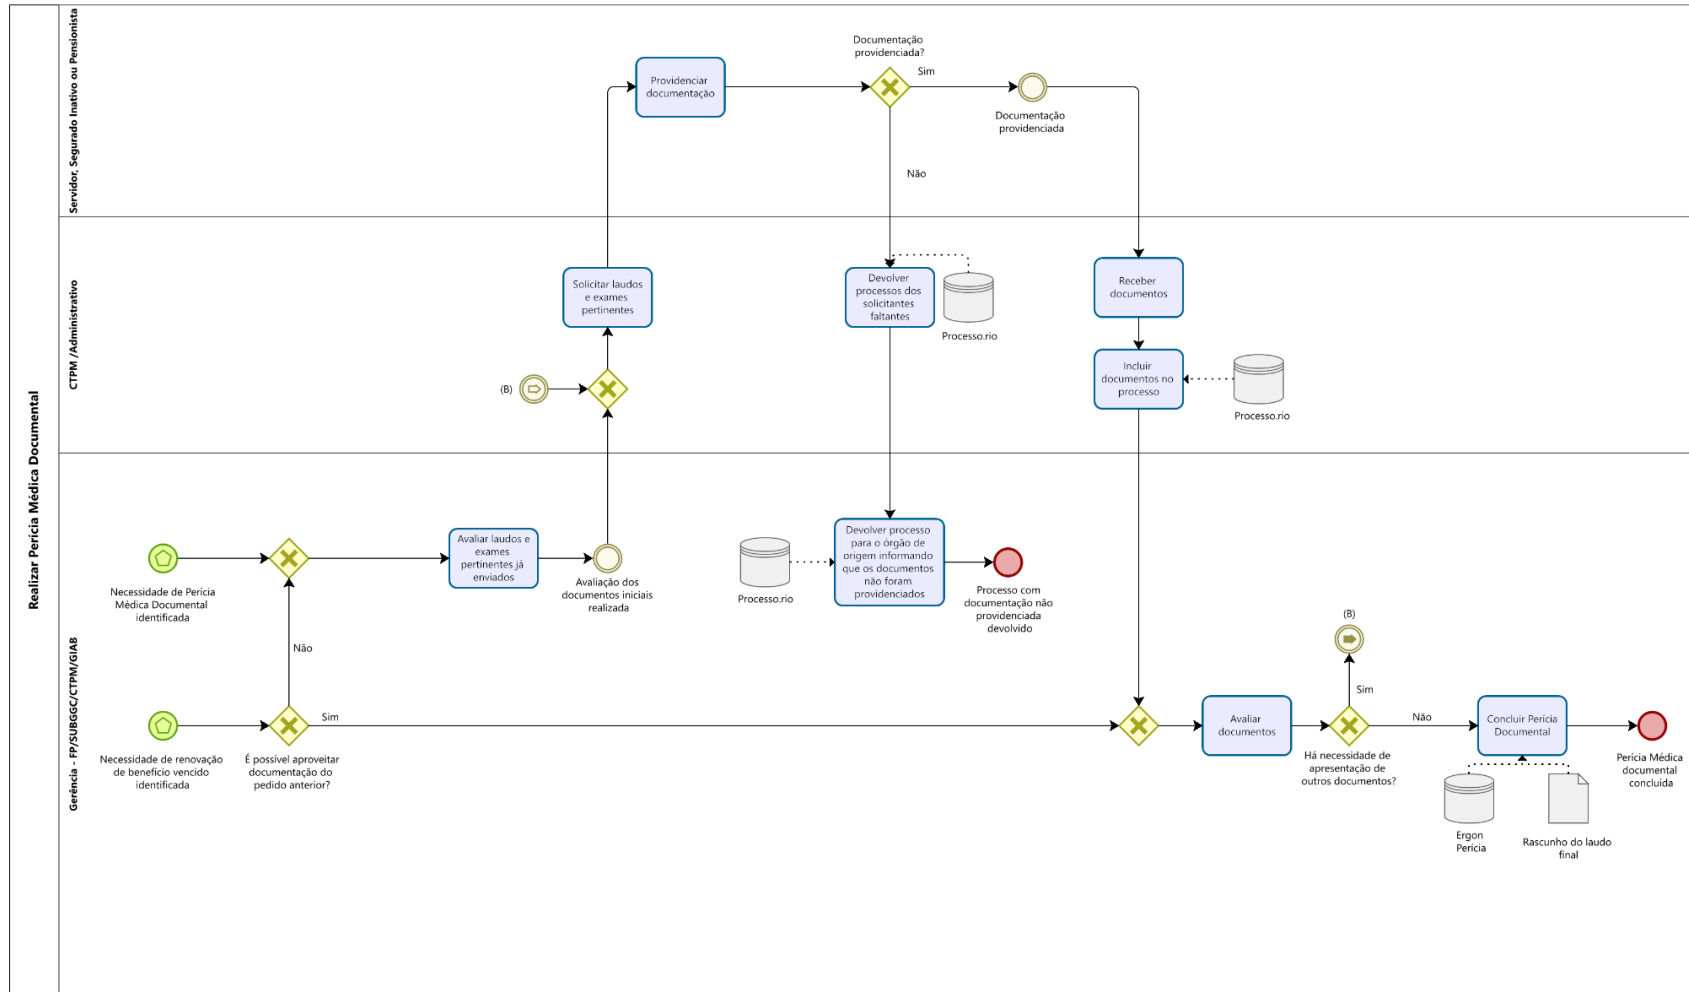 Realizar Perícia Médica Documental
Servidor, Segurado Inativo ou Pensionista
Providenciar
documentação
Documentação
providenciada?
Sim
Documentação
providenciada
Não
CTPM /Administrativo
Solicitar laudos
e exames
pertinentes
(B)
Devolver
processos dos
solicitantes
faltantes
Processo.rio
Receber
documentos
Incluir
documentos no
processo
Processo.rio
Gerência - FP/SUBGGC/CTPM/GIAB
Necessidade de Perícia
Médica Documental
identificada
Avaliar laudos e
exames
pertinentes já
enviados
Avaliação dos
documentos iniciais
realizada
Processo.rio
Devolver processo
para o órgão de
origem informando
que os documentos
não foram
providenciados
Processo com
documentação não
providenciada
devolvido
Não
Necessidade de renovação
de benefício vencido
identificada
É possível aproveitar
documentação do
pedido anterior?
Sim
Avaliar
documentos
(B)
Sim
Há necessidade de
apresentação de
outros documentos?
Não
Concluir Perícia
Documental
Ergon
Perícia
Rascunho do laudo
final
Perícia Médica
documental
concluída